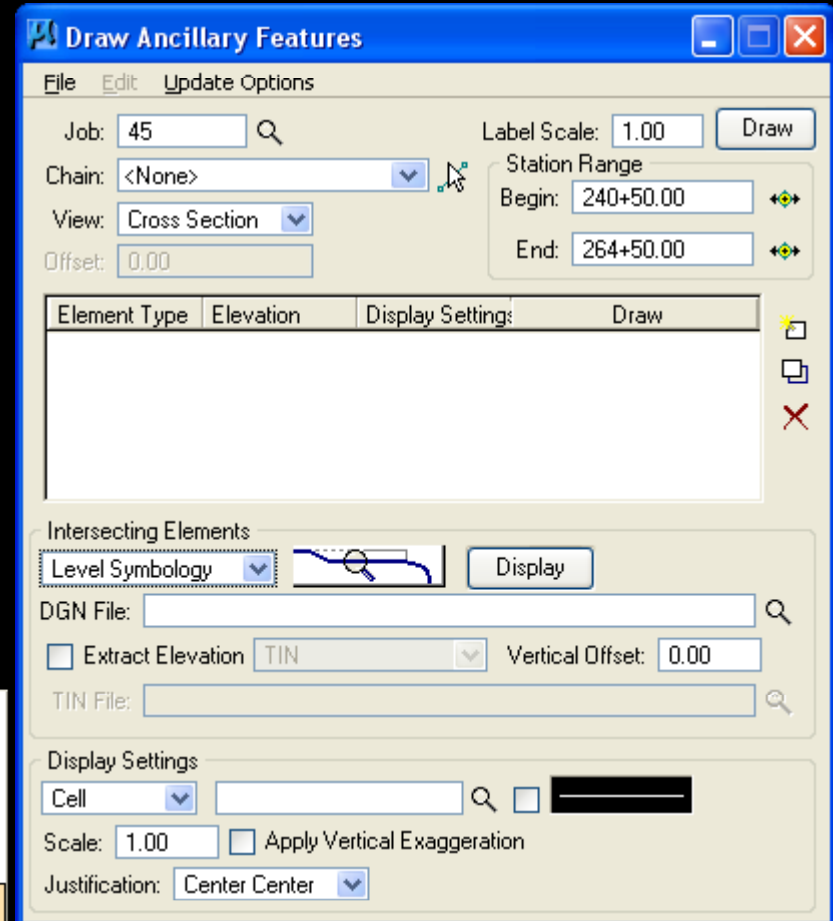 Draw Ancillary Features
File Edit Update Options
Job: 45 Label Scale: 1.00 Draw
Chain: <None> Station Range
Begin: 240+50.00
View: Cross Section
End: 264+50.00
Offset: 0.00
Element Type Elevation Display Settings Draw
Intersecting Elements
Level Symbology Display
DGN File:
Extract Elevation TIN Vertical Offset: 0.00
TIN File:
Display Settings
Cell
Scale: 1.00 Apply Vertical Exaggeration
Justification: Center Center